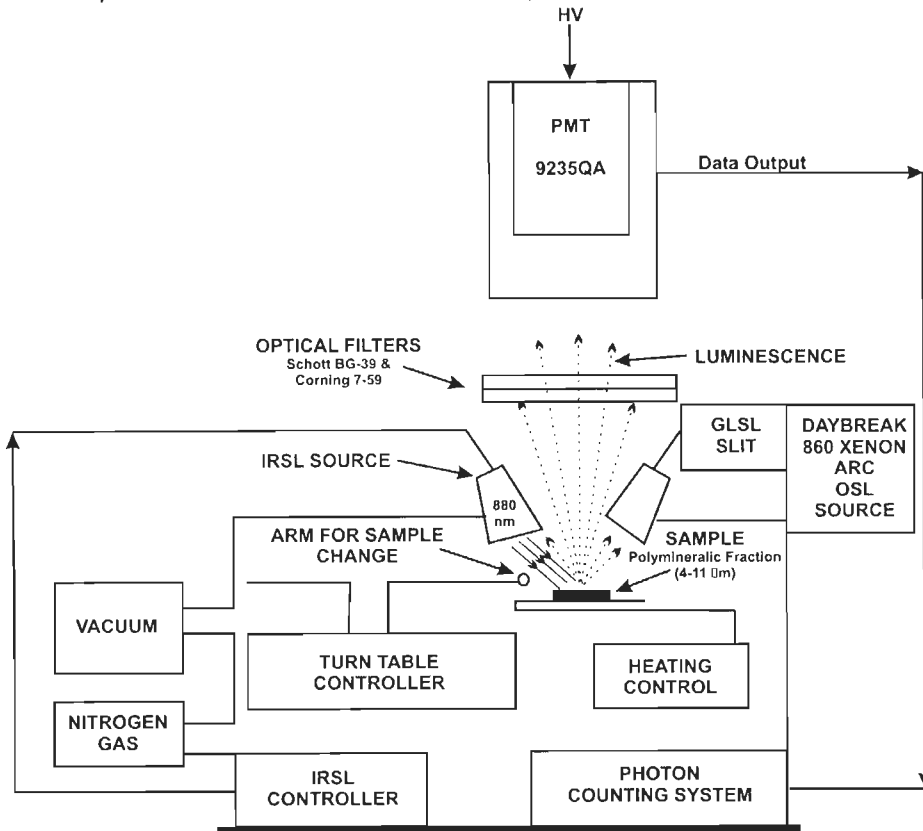 HV
PMT
9235QA
Data Output
OPTICAL FILTERS
Schott BG-39 &
Corning 7-59
LUMINESCENCE
GLSL
SLIT
DAYBREAK
860 XENON
ARC
OSL
SOURCE
IRSL SOURCE
880
nm
ARM FOR SAMPLE
CHANGE
SAMPLE
Polymineralic Fraction
(4-11 □m)
VACUUM
TURN TABLE
CONTROLLER
HEATING
CONTROL
NITROGEN
GAS
IRSL
CONTROLLER
PHOTON
COUNTING SYSTEM